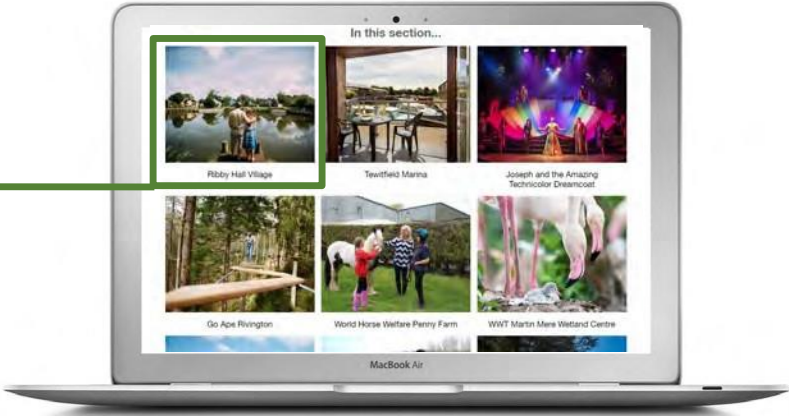 In this section...
Ribby Hall Village
Tewitfield Marina
Joseph and the Amazing
Technicolor Dreamcoat
Go Ape Rivington
World Horse Welfare Penny Farm
WWT Martin Mere Wetland Centre
MacBook Air